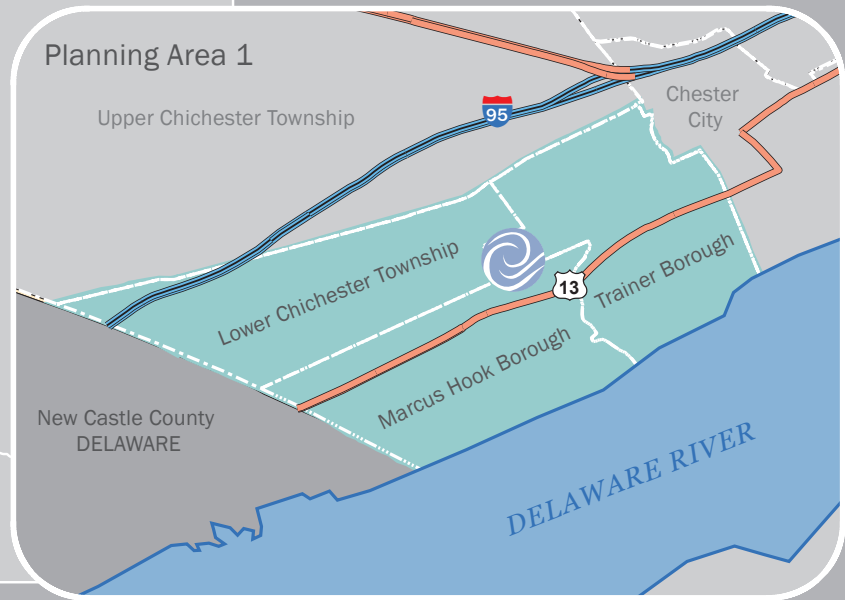 Planning Area 1
Upper Chichester Township
95
Chester
City
Lower Chichester Township
13
Trainer Borough
Marcus Hook Borough
New Castle County
DELAWARE
DELAWARE RIVER